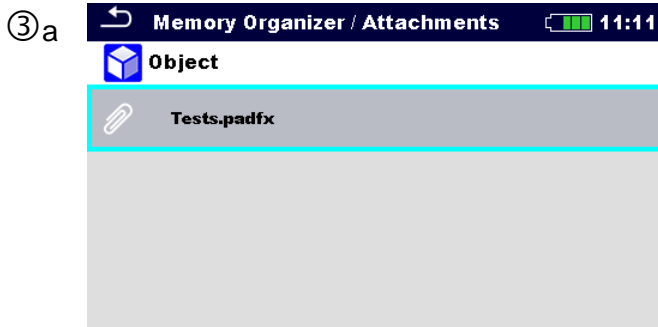 ③a
Memory Organizer / Attachments 11:11
Object
Tests.padfx